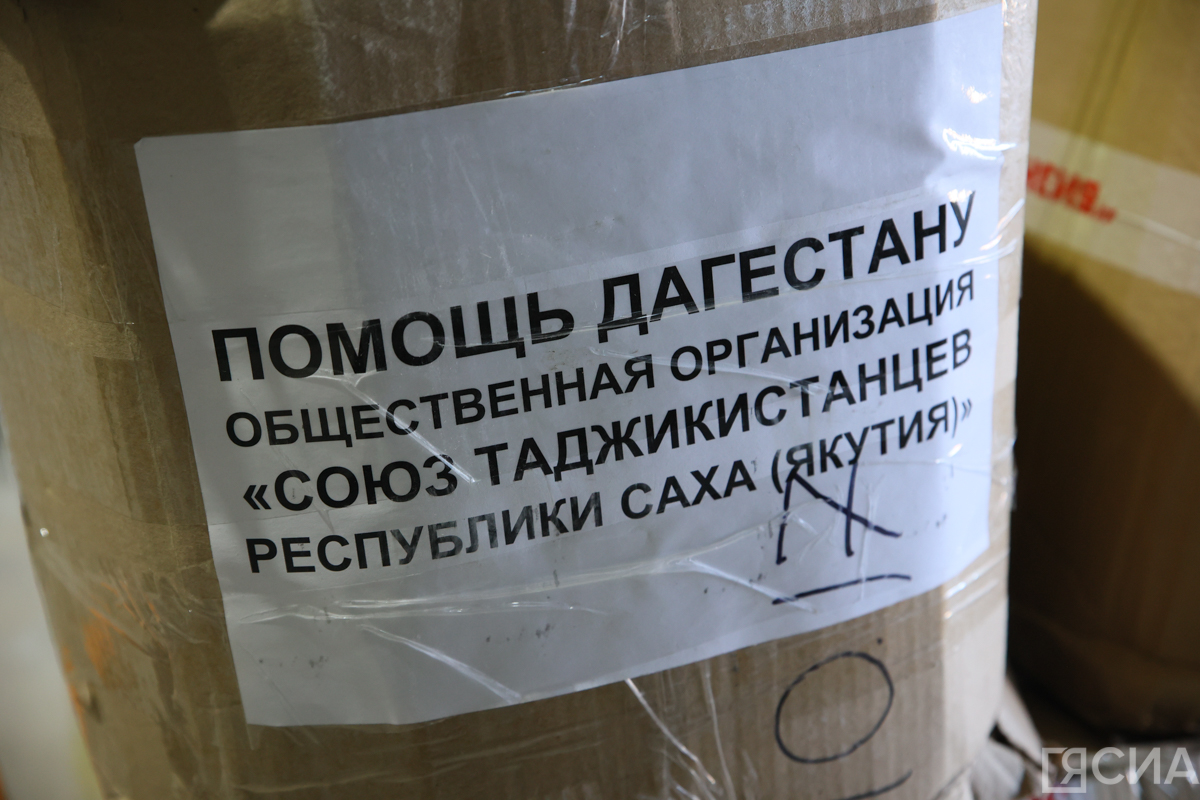 ПОМОЩЬ ДАГЕСТАНУ
ОБЩЕСТВЕННАЯ ОРГАНИЗАЦИЯ
«СОЮЗ ТАДЖИКИСТАНЦЕВ
РЕСПУБЛИКИ САХА (ЯКУТИЯ)»
ЯСИА